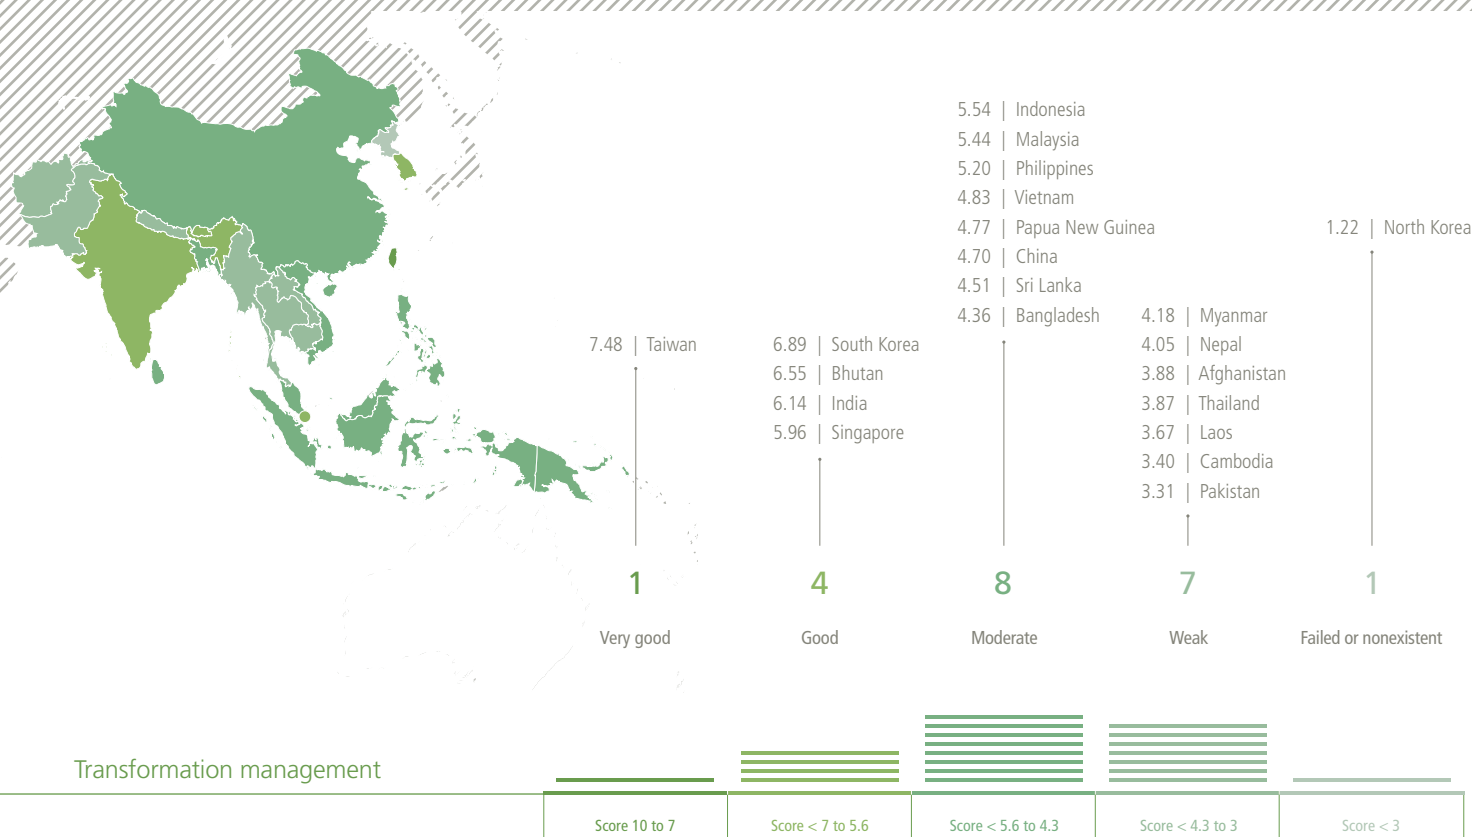 7.48 | Taiwan
6.89 | South Korea
6.55 | Bhutan
6.14 | India
5.96 | Singapore
5.54 | Indonesia
5.44 | Malaysia
5.20 | Philippines
4.83 | Vietnam
4.77 | Papua New Guinea
4.70 | China
4.51 | Sri Lanka
4.36 | Bangladesh
4.18 | Myanmar
4.05 | Nepal
3.88 | Afghanistan
3.87 | Thailand
3.67 | Laos
3.40 | Cambodia
3.31 | Pakistan
1.22 | North Korea
1
4
8
7
1
Very good
Good
Moderate
Weak
Failed or nonexistent
Transformation management
Score 10 to 7
Score < 7 to 5.6
Score < 5.6 to 4.3
Score < 4.3 to 3
Score < 3